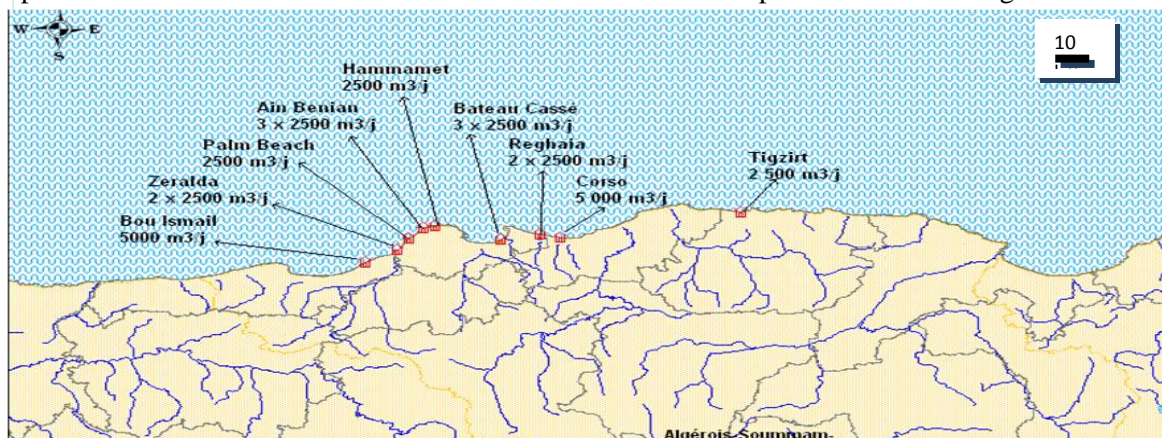 W E
S
10
Hammamet
2500 m3/j
Ain Benian
3 x 2500 m3/j
Bateau Cassé
3 x 2500 m3/j
Palm Beach
2500 m3/j
Reghaia
2 x 2500 m3/j
Tigzirt
2 500 m3/j
Zeralda
2 x 2500 m3/j
Corso
5 000 m3/j
Bou Ismail
5000 m3/j
Algérois-Soummam-